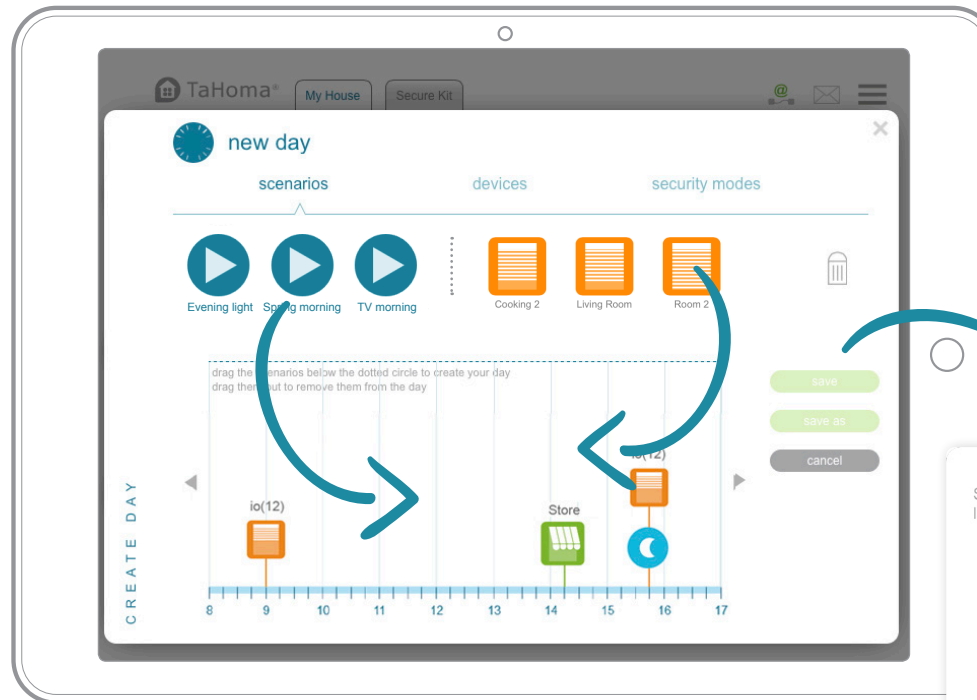 TaHoma®
My House
Secure Kit
@
new day
scenarios
devices
security modes
Evening light
Spring morning
TV morning
Cooking 2
Living Room
Room 2
drag the scenarios below the dotted circle to create your day
drag them out to remove them from the day
save
save as
cancel
CREATE DAY
io(12)
Store
io(12)
8 9 10 11 12 13 14 15 16 17